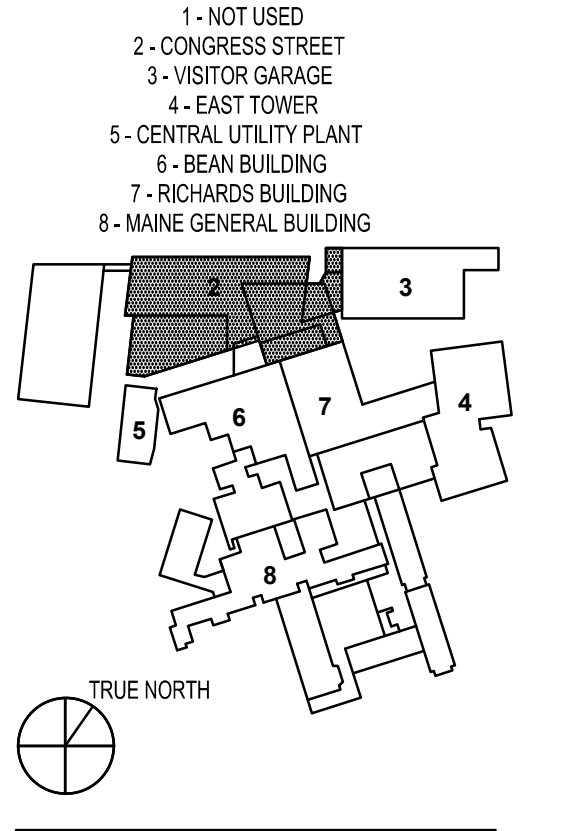 1 - NOT USED
2 - CONGRESS STREET
3 - VISITOR GARAGE
4 - EAST TOWER
5 - CENTRAL UTILITY PLANT
6 - BEAN BUILDING
7 - RICHARDS BUILDING
8 - MAINE GENERAL BUILDING
2
3
4
7
6
5
8
TRUE NORTH